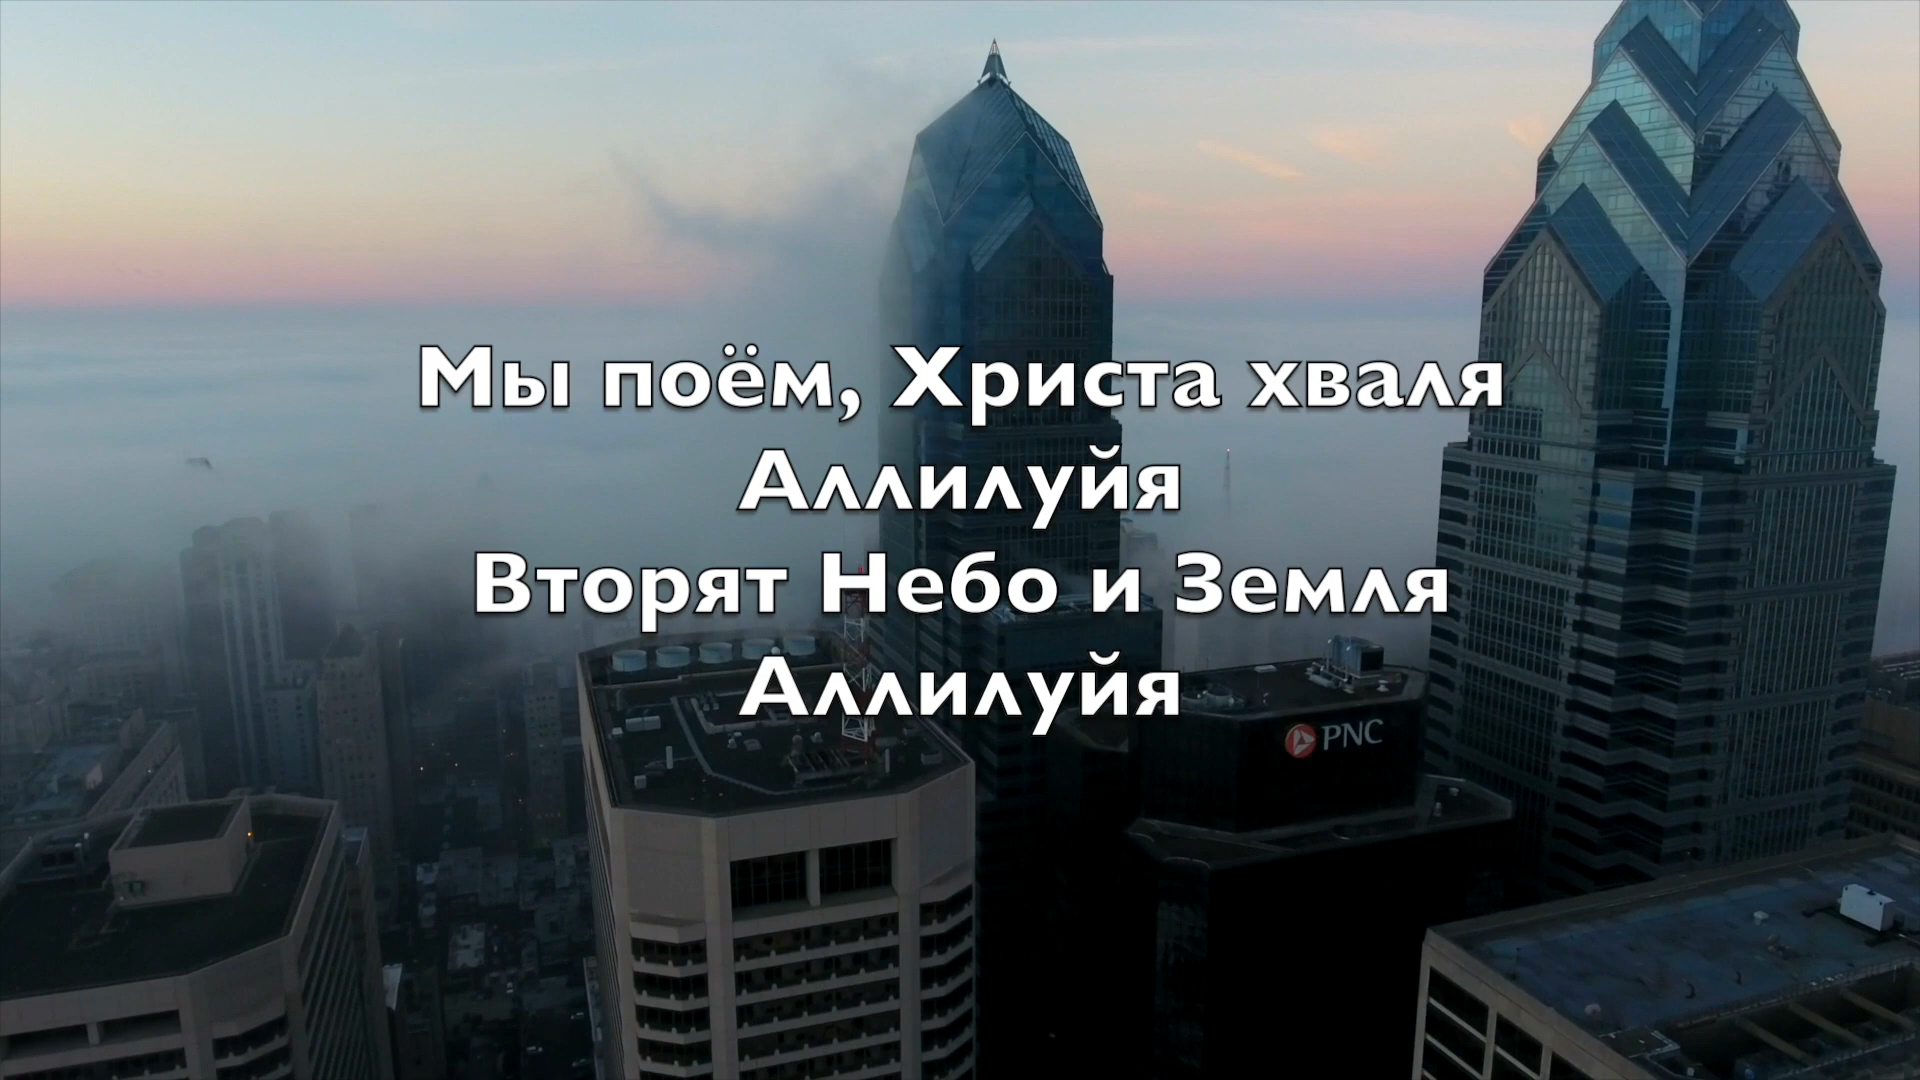 Мы поём, Христа хваля
Аллилуйя
Вторят Небо и Земля
Аллилуйя
PNC